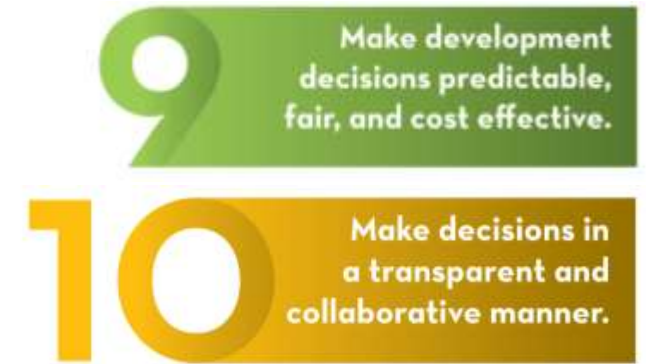 9
Make development
decisions predictable,
fair, and cost effective.
10
Make decisions in
a transparent and
collaborative manner.